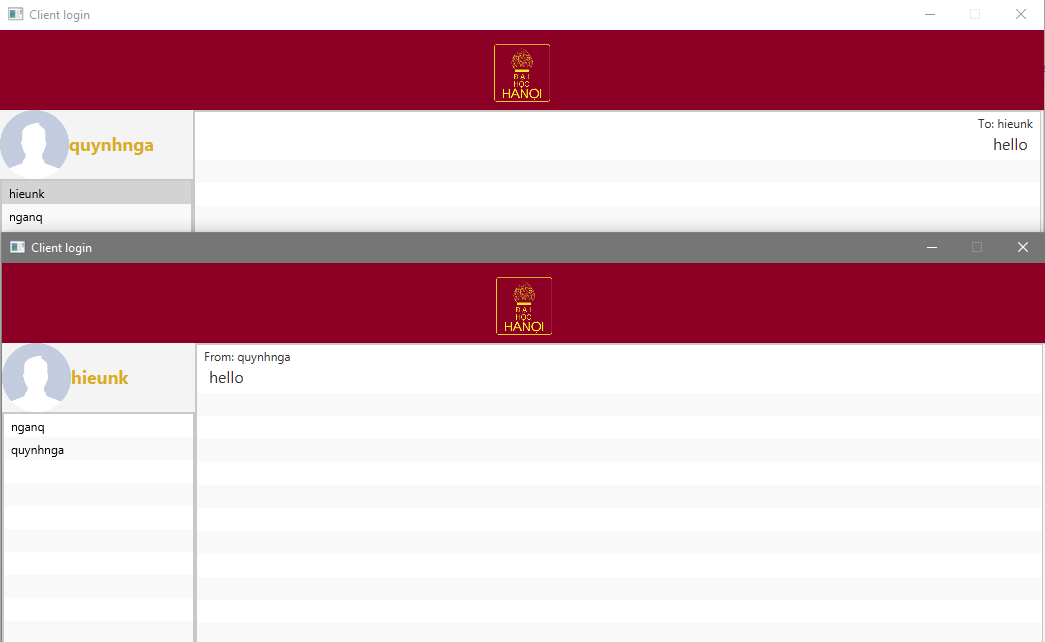 Client login
ĐẠI
HỌC
HANOI
To: hieunk
quynhnga
hello
hieunk
nganq
Client login
ĐẠI
HỌC
HANOI
From: quynhnga
hieunk
hello
nganq
quynhnga